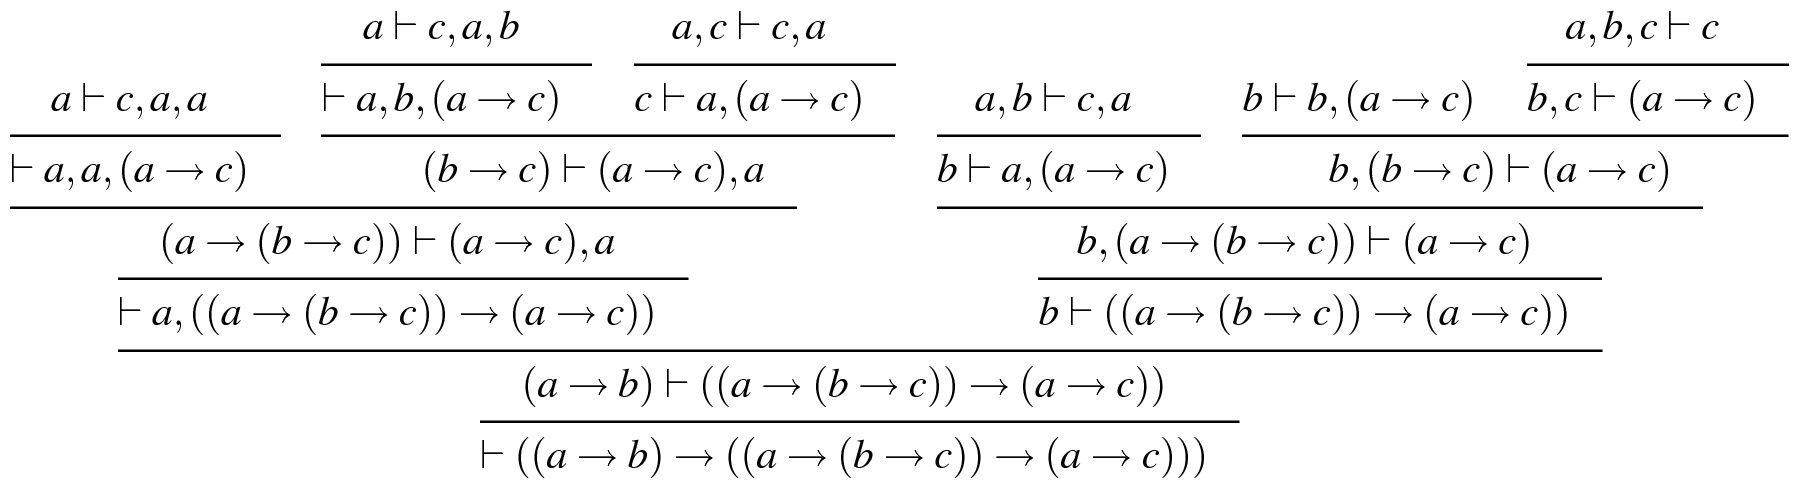 a ⊢ c, a, b a, c ⊢ c, a a, b, c ⊢ c
a ⊢ c, a, a ⊢ a, b, (a → c) c ⊢ a, (a → c) a, b ⊢ c, a b ⊢ b, (a → c) b, c ⊢ (a → c)
⊢ a, a, (a → c) (b → c) ⊢ (a → c), a b ⊢ a, (a → c) b, (b → c) ⊢ (a → c)
(a → (b → c)) ⊢ (a → c), a b, (a → (b → c)) ⊢ (a → c)
⊢ a, ((a → (b → c)) → (a → c)) b ⊢ ((a → (b → c)) → (a → c))
(a → b) ⊢ ((a → (b → c)) → (a → c))
⊢ ((a → b) → ((a → (b → c)) → (a → c)))